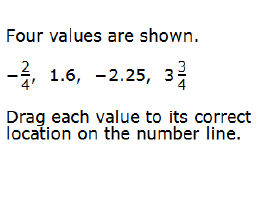 Four values are shown.
-2/4, 1.6, -2.25, 3 3/4
Drag each value to its correct
location on the number line.